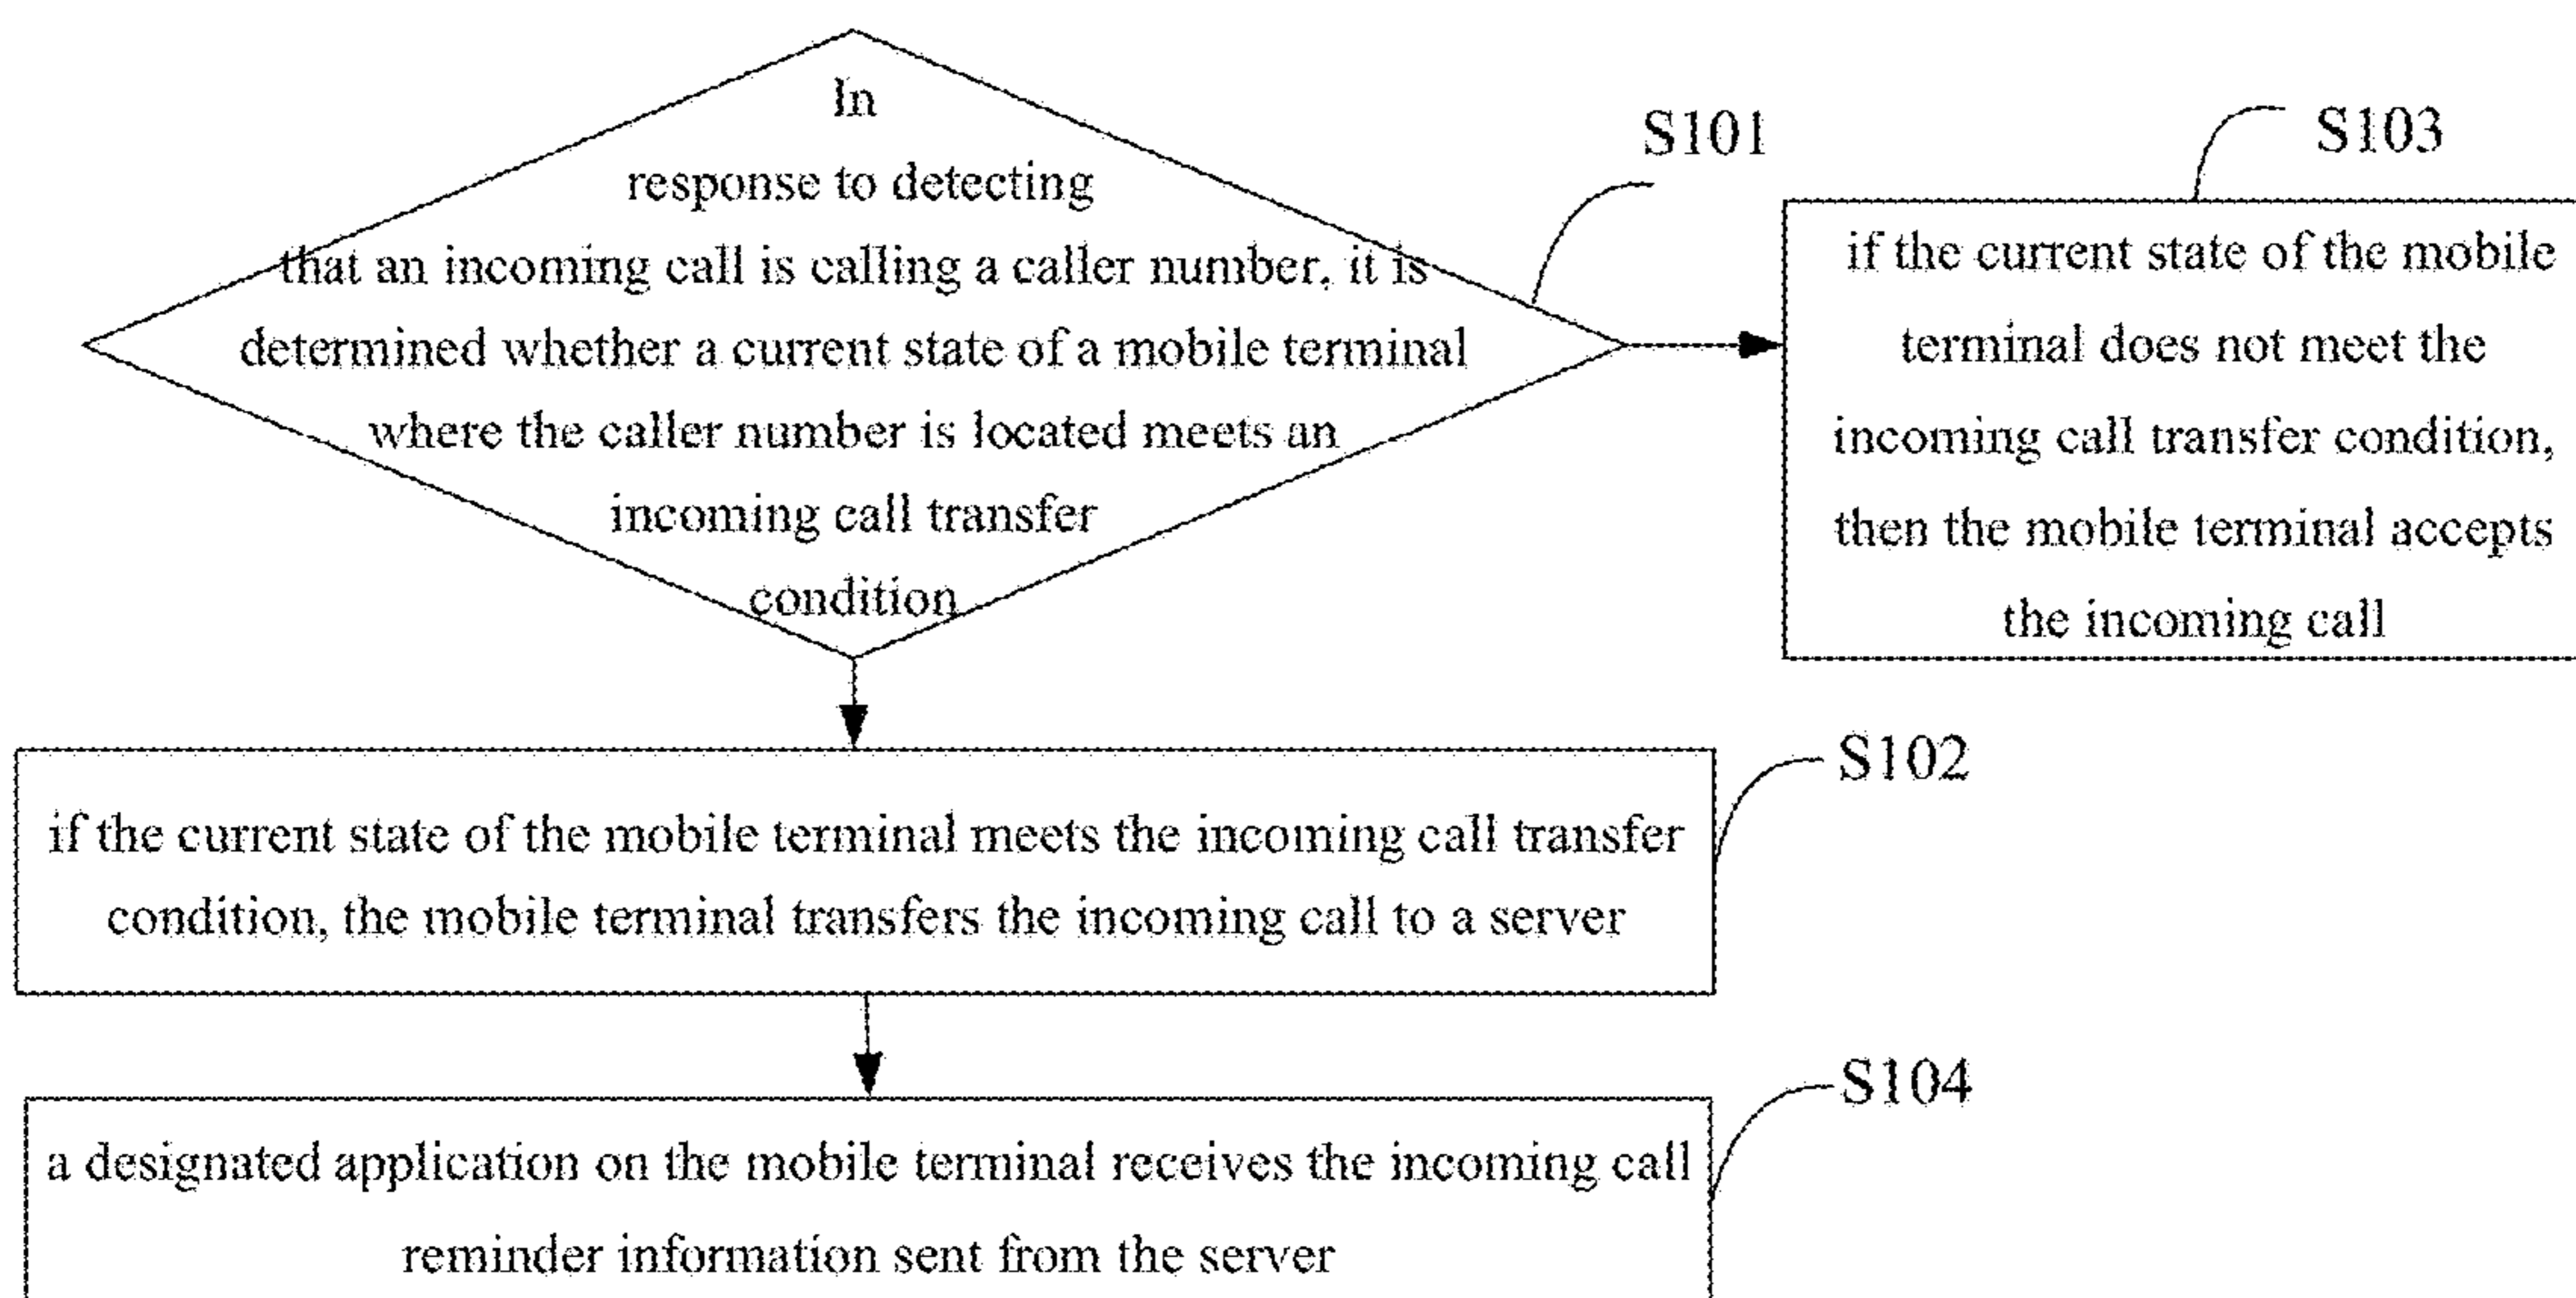 In
response to detecting
that an incoming call is calling a caller number, it is
determined whether a current state of a mobile terminal
where the caller number is located meets an
incoming call transfer
condition
S101
S103
if the current state of the mobile
terminal does not meet the
incoming call transfer condition,
then the mobile terminal accepts
the incoming call
S102
if the current state of the mobile terminal meets the incoming call transfer
condition, the mobile terminal transfers the incoming call to a server
S104
a designated application on the mobile terminal receives the incoming call
reminder information sent from the server